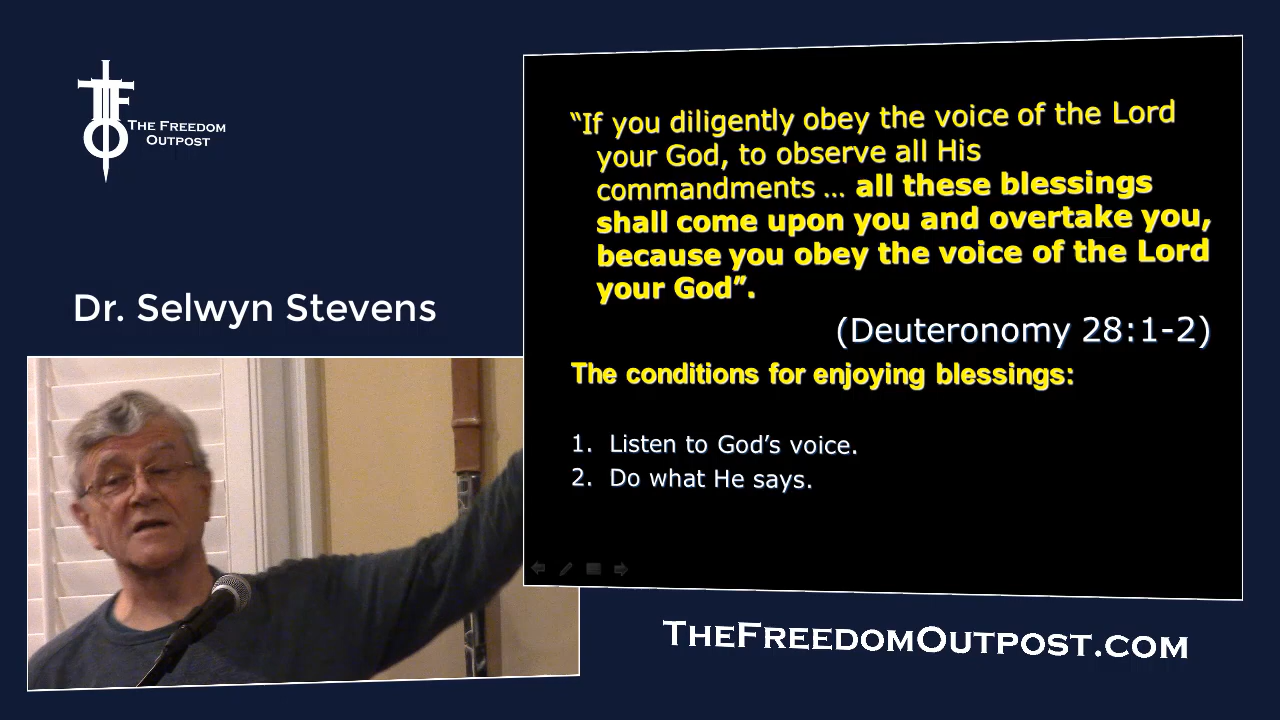 The Freedom
Outpost
Dr. Selwyn Stevens
“If you diligently obey the voice of the Lord
your God, to observe all His
commandments … all these blessings
shall come upon you and overtake you,
because you obey the voice of the Lord
your God”.
(Deuteronomy 28:1-2)
The conditions for enjoying blessings:
1. Listen to God’s voice.
2. Do what He says.
TheFreedomOutpost.com